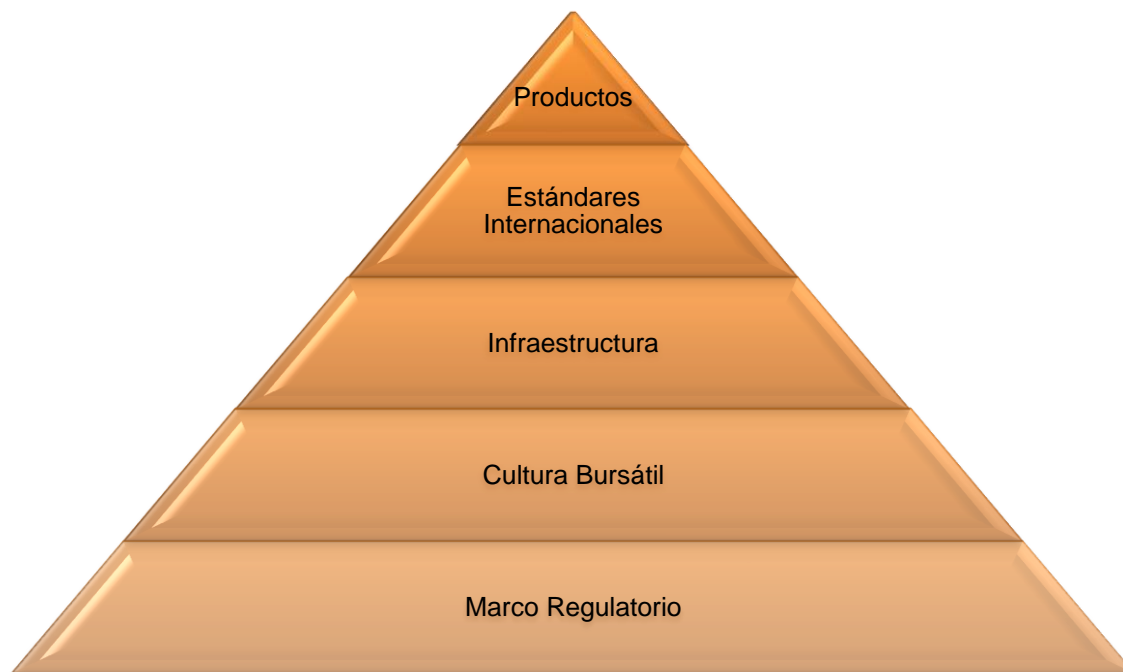 Productos
Estándares
Internacionales
Infraestructura
Cultura Bursátil
Marco Regulatorio